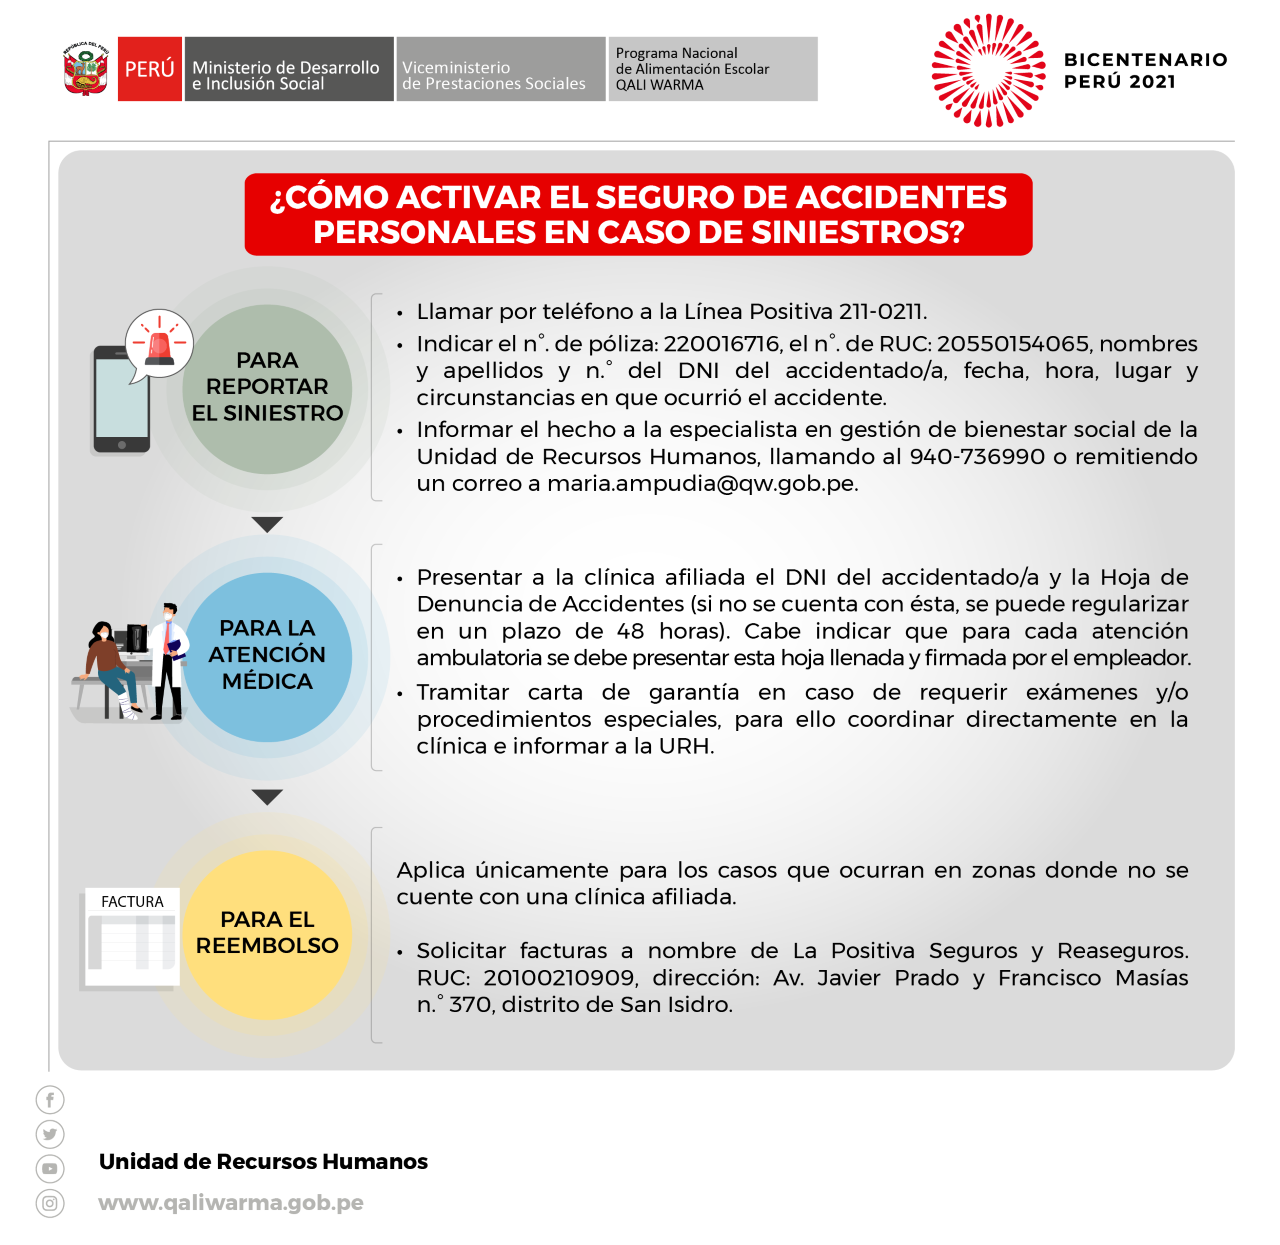 REPÚBLICA DEL PERÚ
PERÚ
Ministerio de Desarrollo
e Inclusión Social
Viceministerio
de Prestaciones Sociales
Programa Nacional
de Alimentación Escolar
QALI WARMA
BICENTENARIO
PERÚ 2021
¿CÓMO ACTIVAR EL SEGURO DE ACCIDENTES
PERSONALES EN CASO DE SINIESTROS?
PARA
REPORTAR
EL SINIESTRO
• Llamar por teléfono a la Línea Positiva 211-0211.
• Indicar el n°. de póliza: 220016716, el n°. de RUC: 20550154065, nombres
y apellidos y n.° del DNI del accidentado/a, fecha, hora, lugar y
circunstancias en que ocurrió el accidente.
• Informar el hecho a la especialista en gestión de bienestar social de la
Unidad de Recursos Humanos, llamando al 940-736990 o remitiendo
un correo a maria.ampudia@qw.gob.pe.
PARA LA
ATENCIÓN
MÉDICA
• Presentar a la clínica afiliada el DNI del accidentado/a y la Hoja de
Denuncia de Accidentes (si no se cuenta con ésta, se puede regularizar
en un plazo de 48 horas). Cabe indicar que para cada atención
ambulatoria se debe presentar esta hoja llenada y firmada por el empleador.
• Tramitar carta de garantía en caso de requerir exámenes y/o
procedimientos especiales, para ello coordinar directamente en la
clínica e informar a la URH.
FACTURA
PARA EL
REEMBOLSO
Aplica únicamente para los casos que ocurran en zonas donde no se
cuente con una clínica afiliada.
• Solicitar facturas a nombre de La Positiva Seguros y Reaseguros.
RUC: 20100210909, dirección: Av. Javier Prado y Francisco Masías
n.° 370, distrito de San Isidro.
Unidad de Recursos Humanos
www.qaliwarma.gob.pe